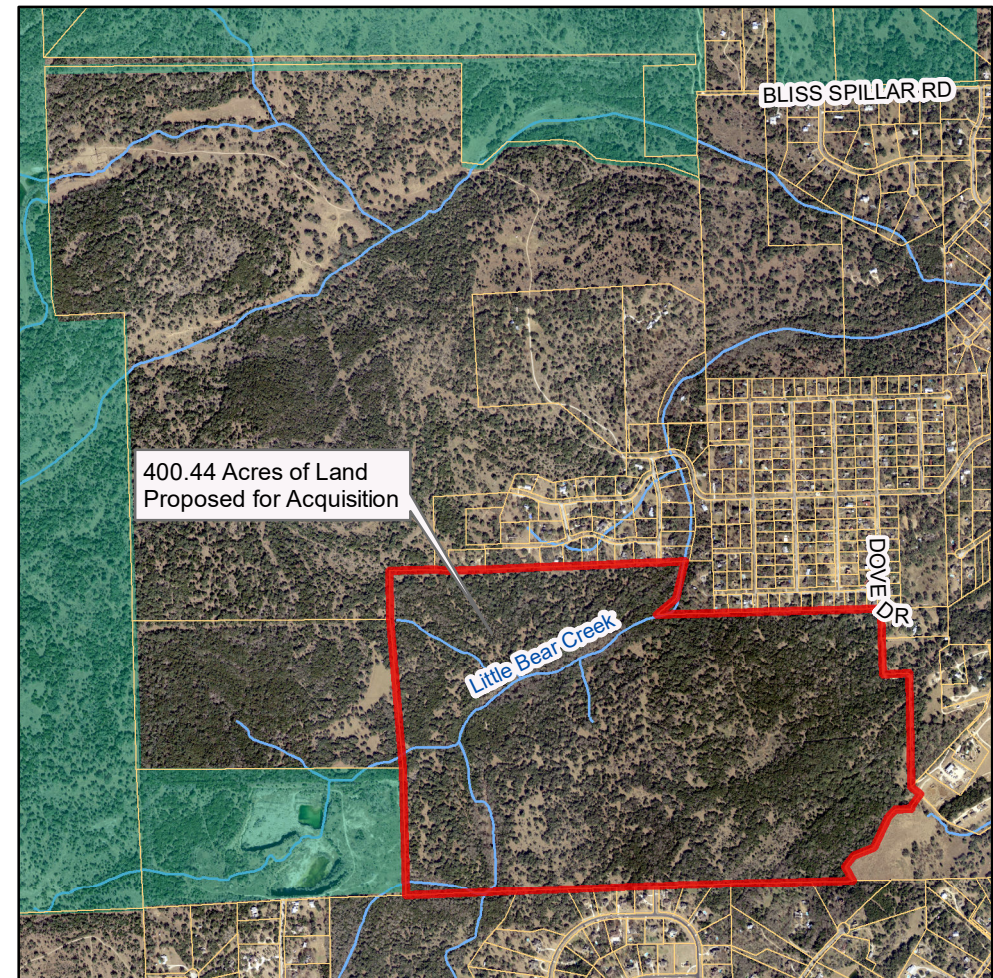 BLISS SPILLAR RD
400.44 Acres of Land
Proposed for Acquisition
DOVE DR
Little Bear Creek